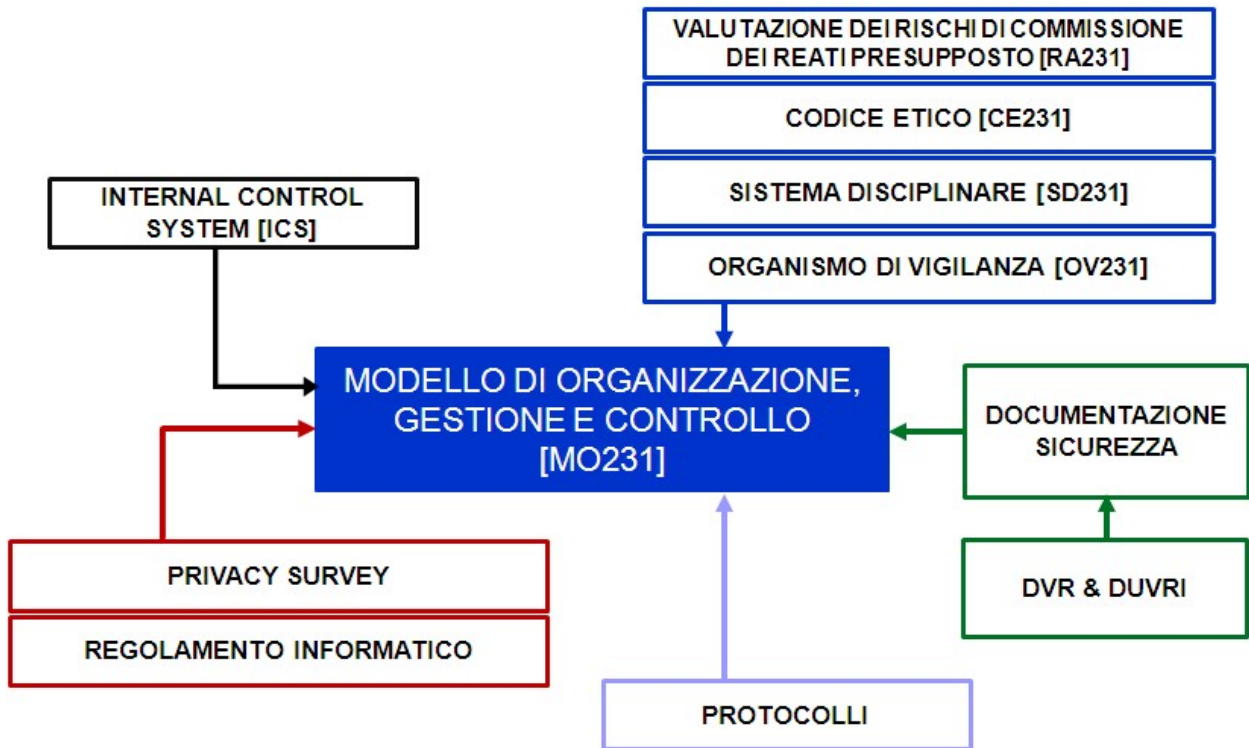 VALUTAZIONE DEI RISCHI DI COMMISSIONE
DEI REATI PRESUPPOSTO [RA231]
CODICE ETICO [CE231]
SISTEMA DISCIPLINARE [SD231]
ORGANISMO DI VIGILANZA [OV231]
INTERNAL CONTROL
SYSTEM [ICS]
MODELLO DI ORGANIZZAZIONE,
GESTIONE E CONTROLLO
[MO231]
DOCUMENTAZIONE
SICUREZZA
DVR & DUVRI
PRIVACY SURVEY
REGOLAMENTO INFORMATICO
PROTOCOLLI